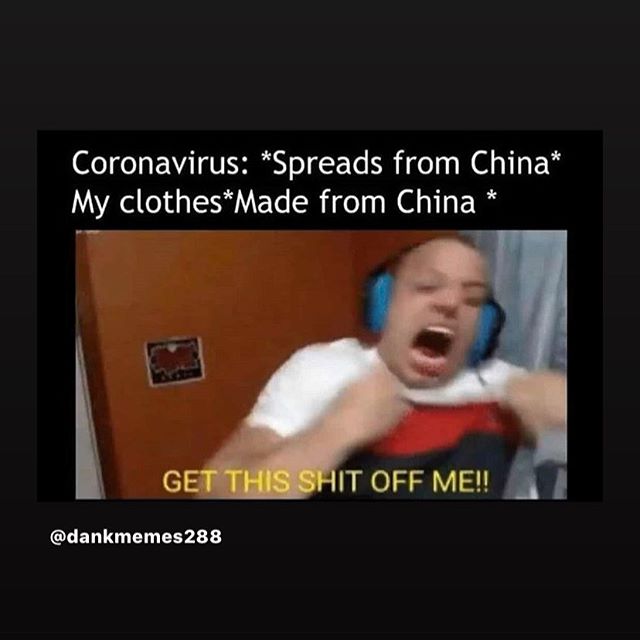 Coronavirus: *Spreads from China*
My clothes*Made from China *
GET THIS SHIT OFF ME!!
@dankmemes288